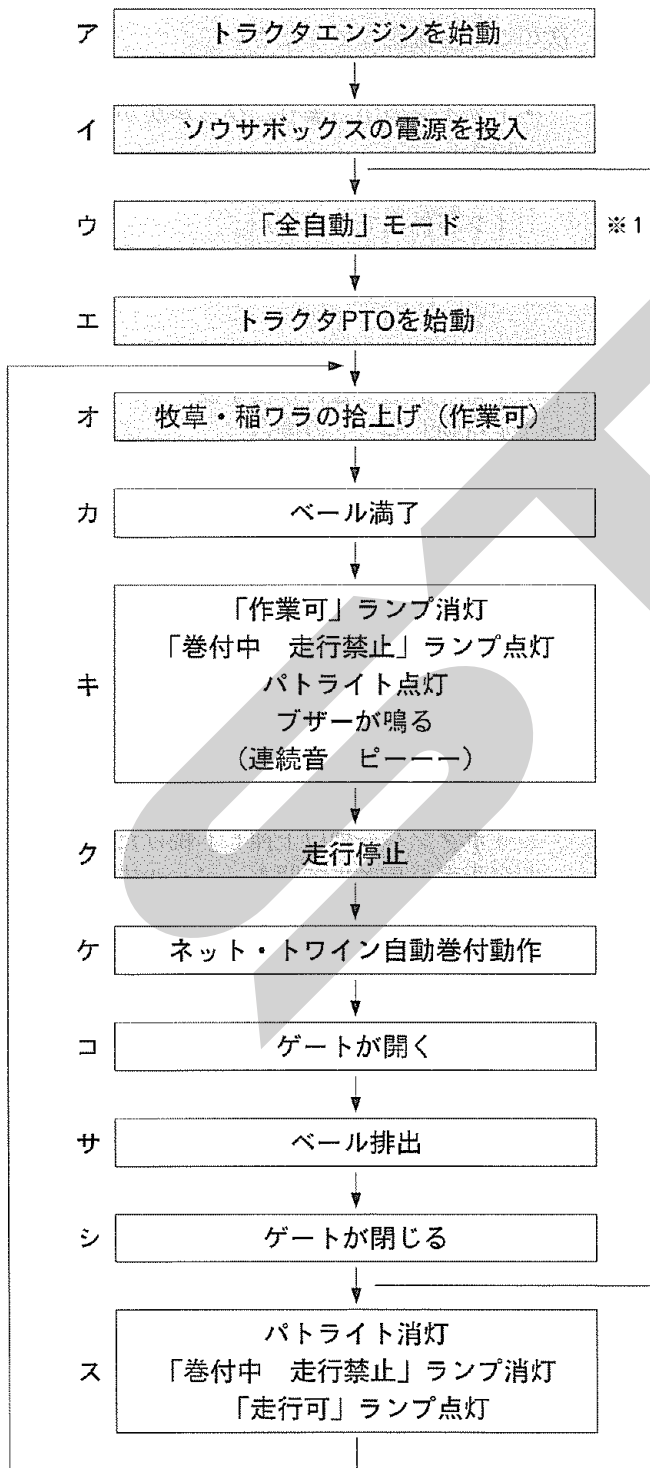 ア トラクタエンジンを始動
イ ソウサボックスの電源を投入
ウ 「全自動」モード ※1
エ トラクタPTOを始動
オ 牧草・稲ワラの拾上げ（作業可）
カ ベール満了
「作業可」ランプ消灯
「巻付中　走行禁止」ランプ点灯
キ パトライト点灯
ブザーが鳴る
（連続音　ピーーー）
ク 走行停止
ケ ネット・トワイン自動巻付動作
コ ゲートが開く
サ ベール排出
シ ゲートが閉じる
パトライト消灯
ス 「巻付中　走行禁止」ランプ消灯
「走行可」ランプ点灯